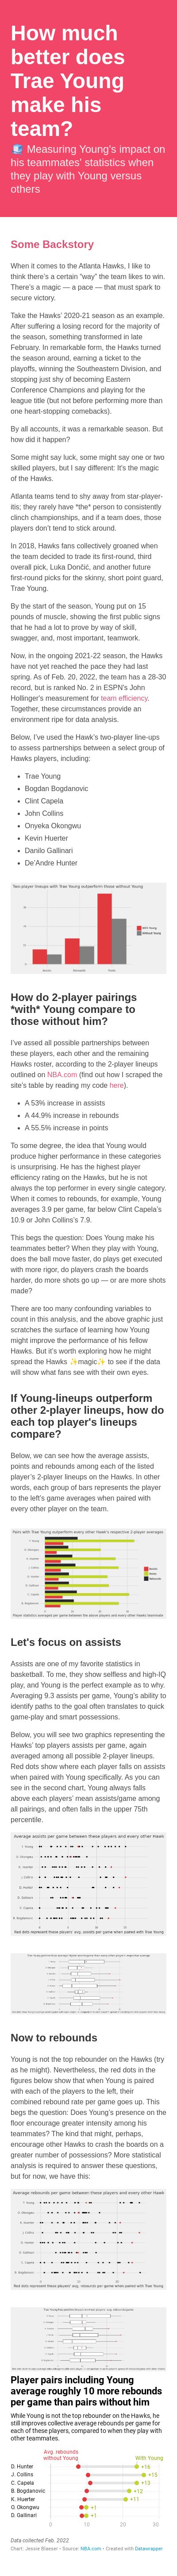 How much
better does
Trae Young
make his
team?
Measuring Young's impact on
his teammates' statistics when
they play with Young versus
others
Some Backstory
When it comes to the Atlanta Hawks, I like to
think there's a certain "way" the team likes to win.
There's a magic — a pace — that must spark to
secure victory.
Take the Hawks' 2020-21 season as an example.
After suffering a losing record for the majority of
the season, something transformed in late
February. In remarkable form, the Hawks turned
the season around, earning a ticket to the
playoffs, winning the Southeastern Division, and
stopping just shy of becoming Eastern
Conference Champions and playing for the
league title (but not before performing more than
one heart-stopping comebacks).
By all accounts, it was a remarkable season. But
how did it happen?
Some might say luck, some might say one or two
skilled players, but I say different: It's the magic
of the Hawks.
Atlanta teams tend to shy away from star-player-
itis; they rarely have *the* person to consistently
carry championships, and if a team does, those
players don't tend to stick around.
In 2018, Hawks fans collectively groaned when
the team decided to trade its first-round, third
overall pick, Luka Dončić, and another future
first-round picks for the skinny, short point guard,
Trae Young.
By the start of the season, Young put on 15
pounds of muscle, showing the first public signs
that he had a lot to prove by way of skill,
swagger, and, most important, teamwork.
Now, in the ongoing 2021-22 season, the Hawks
have not yet reached the pace they had last
spring. As of Feb. 20, 2022, the team has a 28-30
record, but is ranked No. 2 in ESPN's John
Hollinger's measurement for team efficiency.
Together, these circumstances provide an
environment ripe for data analysis.
Below, I've used the Hawk's two-player line-ups
to assess partnerships between a select group of
Hawks players, including:
Trae Young
Bogdan Bogdanovic
Clint Capela
John Collins
Onyeka Okongwu
Kevin Huerter
Danilo Gallinari
De'Andre Hunter
Two-player lineups with Trae Young outperform those without Young
With Young
Without Young
Assists
Rebounds
Points
How do 2-player pairings
*with* Young compare to
those without him?
I've assed all possible partnerships between
these players, each other and the remaining
Hawks roster, according to the 2-player lineups
outlined on NBA.com (find out how I scraped the
site's table by reading my code here).
A 53% increase in assists
A 44.9% increase in rebounds
A 55.5% increase in points
To some degree, the idea that Young would
produce higher performance in these categories
is unsurprising. He has the highest player
efficiency rating on the Hawks, but he is not
always the top performer in every single category.
When it comes to rebounds, for example, Young
averages 3.9 per game, far below Clint Capela's
10.9 or John Collins's 7.9.
This begs the question: Does Young make his
teammates better? When they play with Young,
does the ball move faster, do plays get executed
with more rigor, do players crash the boards
harder, do more shots go up — or are more shots
made?
There are too many confounding variables to
count in this analysis, and the above graphic just
scratches the surface of learning how Young
might improve the performance of his fellow
Hawks. But it's worth exploring how he might
spread the Hawks ✨magic✨ to see if the data
will show what fans see with their own eyes.
If Young-lineups outperform
other 2-player lineups, how do
each top player's lineups
compare?
Below, we can see how the average assists,
points and rebounds among each of the listed
player's 2-player lineups for the Hawks. In other
words, each group of bars represents the player
to the left's game averages when paired with
every other player on the team.
Pairs with Trae Young outperform every other Hawk's respective 2-player averages
T. Young
O. Okongwu
K. Huerter
J. Collins
D. Hunter
D. Gallinari
C. Capela
B. Bogdanovic
Assists
Points
Rebounds
Player statistics averaged per game between the above players and every other Hawks teammate
Let's focus on assists
Assists are one of my favorite statistics in
basketball. To me, they show selfless and high-IQ
play, and Young is the perfect example as to why.
Averaging 9.3 assists per game, Young's ability to
identify paths to the goal often translates to quick
game-play and smart possessions.
Below, you will see two graphics representing the
Hawks' top players assists per game, again
averaged among all possible 2-player lineups.
Red dots show where each player falls on assists
when paired with Young specifically. As you can
see in the second chart, Young always falls
above each players' mean assists/game among
all pairings, and often falls in the upper 75th
percentile.
Average assists per game between these players and every other Hawk
T. Young
O. Okongwu
K. Huerter
J. Collins
D. Hunter
D. Gallinari
C. Capela
B. Bogdanovic
Red dots represent these players' avg. assists per game when paired with Trae Young
Now to rebounds
Young is not the top rebounder on the Hawks (try
as he might). Nevertheless, the red dots in the
figures below show that when Young is paired
with each of the players to the left, their
combined rebound rate per game goes up. This
begs the question: Does Young's presence on the
floor encourage greater intensity among his
teammates? The kind that might, perhaps,
encourage other Hawks to crash the boards on a
greater number of possessions? More statistical
analysis is required to answer these questions,
but for now, we have this:
Average rebounds per game between these players and every other Hawk
T. Young
O. Okongwu
K. Huerter
J. Collins
D. Hunter
D. Gallinari
C. Capela
B. Bogdanovic
Red dots represent these players' avg. rebounds per game when paired with Trae Young
Player pairs including Young
average roughly 10 more rebounds
per game than pairs without him
While Young is not the top rebounder on the Hawks, he
still improves collective average rebounds per game for
each of these players, compared to when they play with
other teammates.
Avg. rebounds
without Young
With Young
D. Hunter +16
J. Collins +15
C. Capela +13
B. Bogdanovic +12
K. Huerter +11
O. Okongwu +1
D. Gallinari +1
0 10 20 30
Data collected Feb. 2022
Chart: Jessie Blaeser • Source: NBA.com • Created with Datawrapper